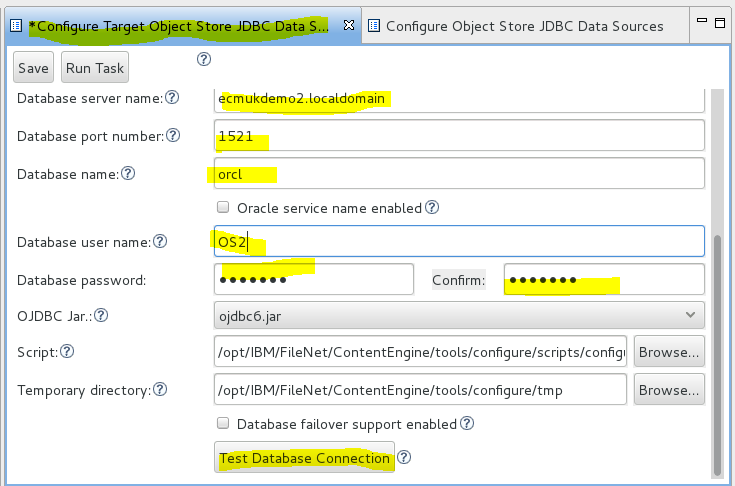 *Configure Target Object Store JDBC Data S... Configure Object Store JDBC Data Sources
Save Run Task ?
Database server name: ? ecmukdemo2.localdomain
Database port number: ? 1521
Database name: ? orcl
Oracle service name enabled ?
Database user name: ? OS2
Database password: ••••••• Confirm: •••••••
OJDBC Jar.: ? ojdbc6.jar
Script: ? /opt/IBM/FileNet/ContentEngine/tools/configure/scripts/configu Browse...
Temporary directory: ? /opt/IBM/FileNet/ContentEngine/tools/configure/tmp Browse...
Database failover support enabled ?
Test Database Connection ?